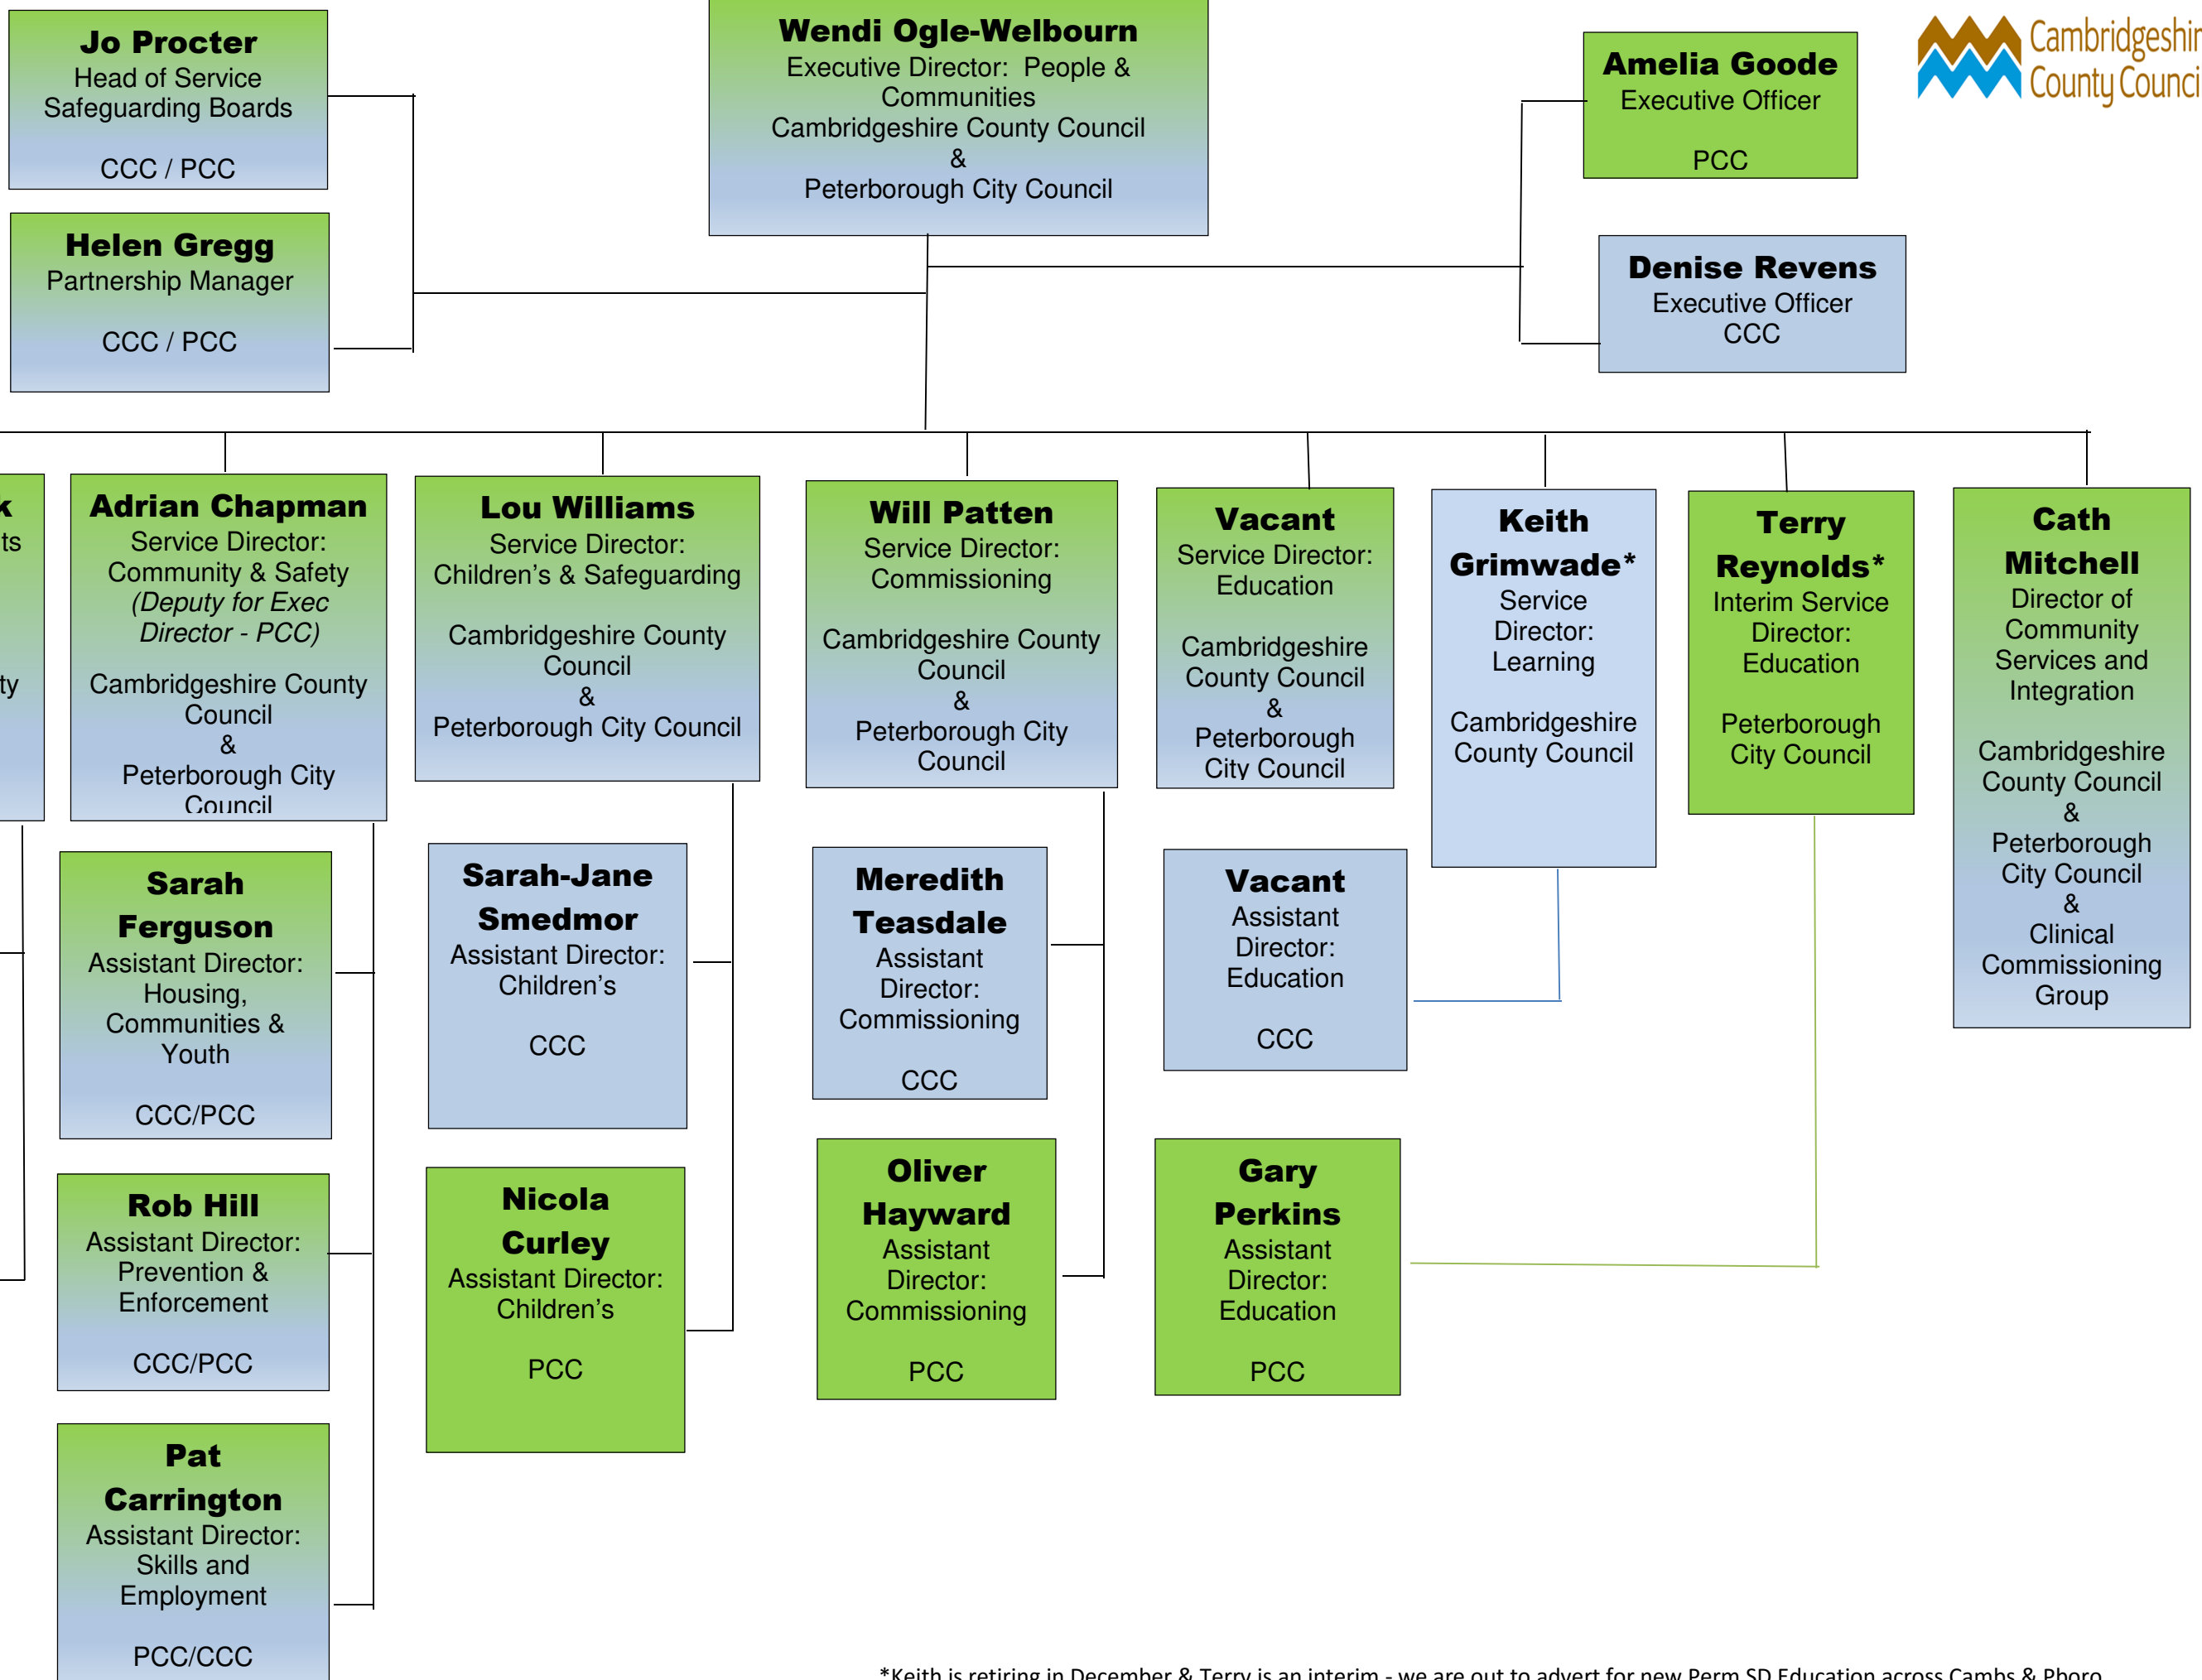 Jo Procter
Head of Service
Safeguarding Boards
CCC / PCC
Helen Gregg
Partnership Manager
CCC / PCC
Wendi Ogle-Welbourn
Executive Director: People &
Communities
Cambridgeshire County Council
&
Peterborough City Council
Amelia Goode
Executive Officer
PCC
Denise Revens
Executive Officer
CCC
Cambridgeshir
County Counci
k
ts
ty
Adrian Chapman
Service Director:
Community & Safety
(Deputy for Exec
Director - PCC)
Cambridgeshire County
Council
&
Peterborough City
Council
Lou Williams
Service Director:
Children's & Safeguarding
Cambridgeshire County
Council
&
Peterborough City Council
Will Patten
Service Director:
Commissioning
Cambridgeshire County
Council
&
Peterborough City
Council
Vacant
Service Director:
Education
Cambridgeshire
County Council
&
Peterborough
City Council
Keith
Grimwade*
Service
Director:
Learning
Cambridgeshire
County Council
Terry
Reynolds*
Interim Service
Director:
Education
Peterborough
City Council
Cath
Mitchell
Director of
Community
Services and
Integration
Cambridgeshire
County Council
&
Peterborough
City Council
&
Clinical
Commissioning
Group
Sarah
Ferguson
Assistant Director:
Housing,
Communities &
Youth
CCC/PCC
Rob Hill
Assistant Director:
Prevention &
Enforcement
CCC/PCC
Pat
Carrington
Assistant Director:
Skills and
Employment
PCC/CCC
Sarah-Jane
Smedmor
Assistant Director:
Children's
CCC
Nicola
Curley
Assistant Director:
Children's
PCC
Meredith
Teasdale
Assistant
Director:
Commissioning
CCC
Oliver
Hayward
Assistant
Director:
Commissioning
PCC
Vacant
Assistant
Director:
Education
CCC
Gary
Perkins
Assistant
Director:
Education
PCC
*Keith is retiring in December & Terry is an interim - we are out to advert for new Perm SD Education across Cambs & Pboro